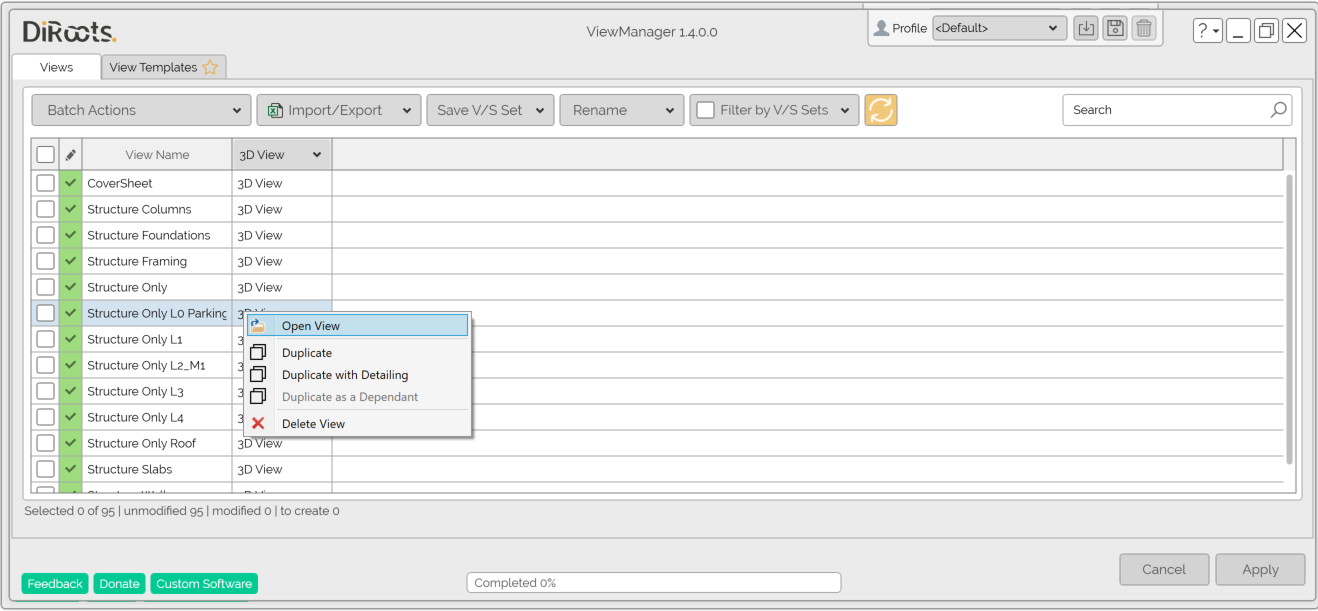 DiRoots.
ViewManager 1.4.0.0
Profile <Default>
?
Views
View Templates
Batch Actions
Import/Export
Save V/S Set
Rename
Filter by V/S Sets
Search
View Name
3D View
CoverSheet 3D View
Structure Columns 3D View
Structure Foundations 3D View
Structure Framing 3D View
Structure Only 3D View
Structure Only L0 Parking
Open View
Structure Only L1
Duplicate
Structure Only L2_M1
Duplicate with Detailing
Structure Only L3
Duplicate as a Dependant
Structure Only L4
Delete View
Structure Only Roof 3D View
Structure Slabs 3D View
Selected 0 of 95 | unmodified 95 | modified 0 | to create 0
Cancel
Apply
Feedback
Donate
Custom Software
Completed 0%